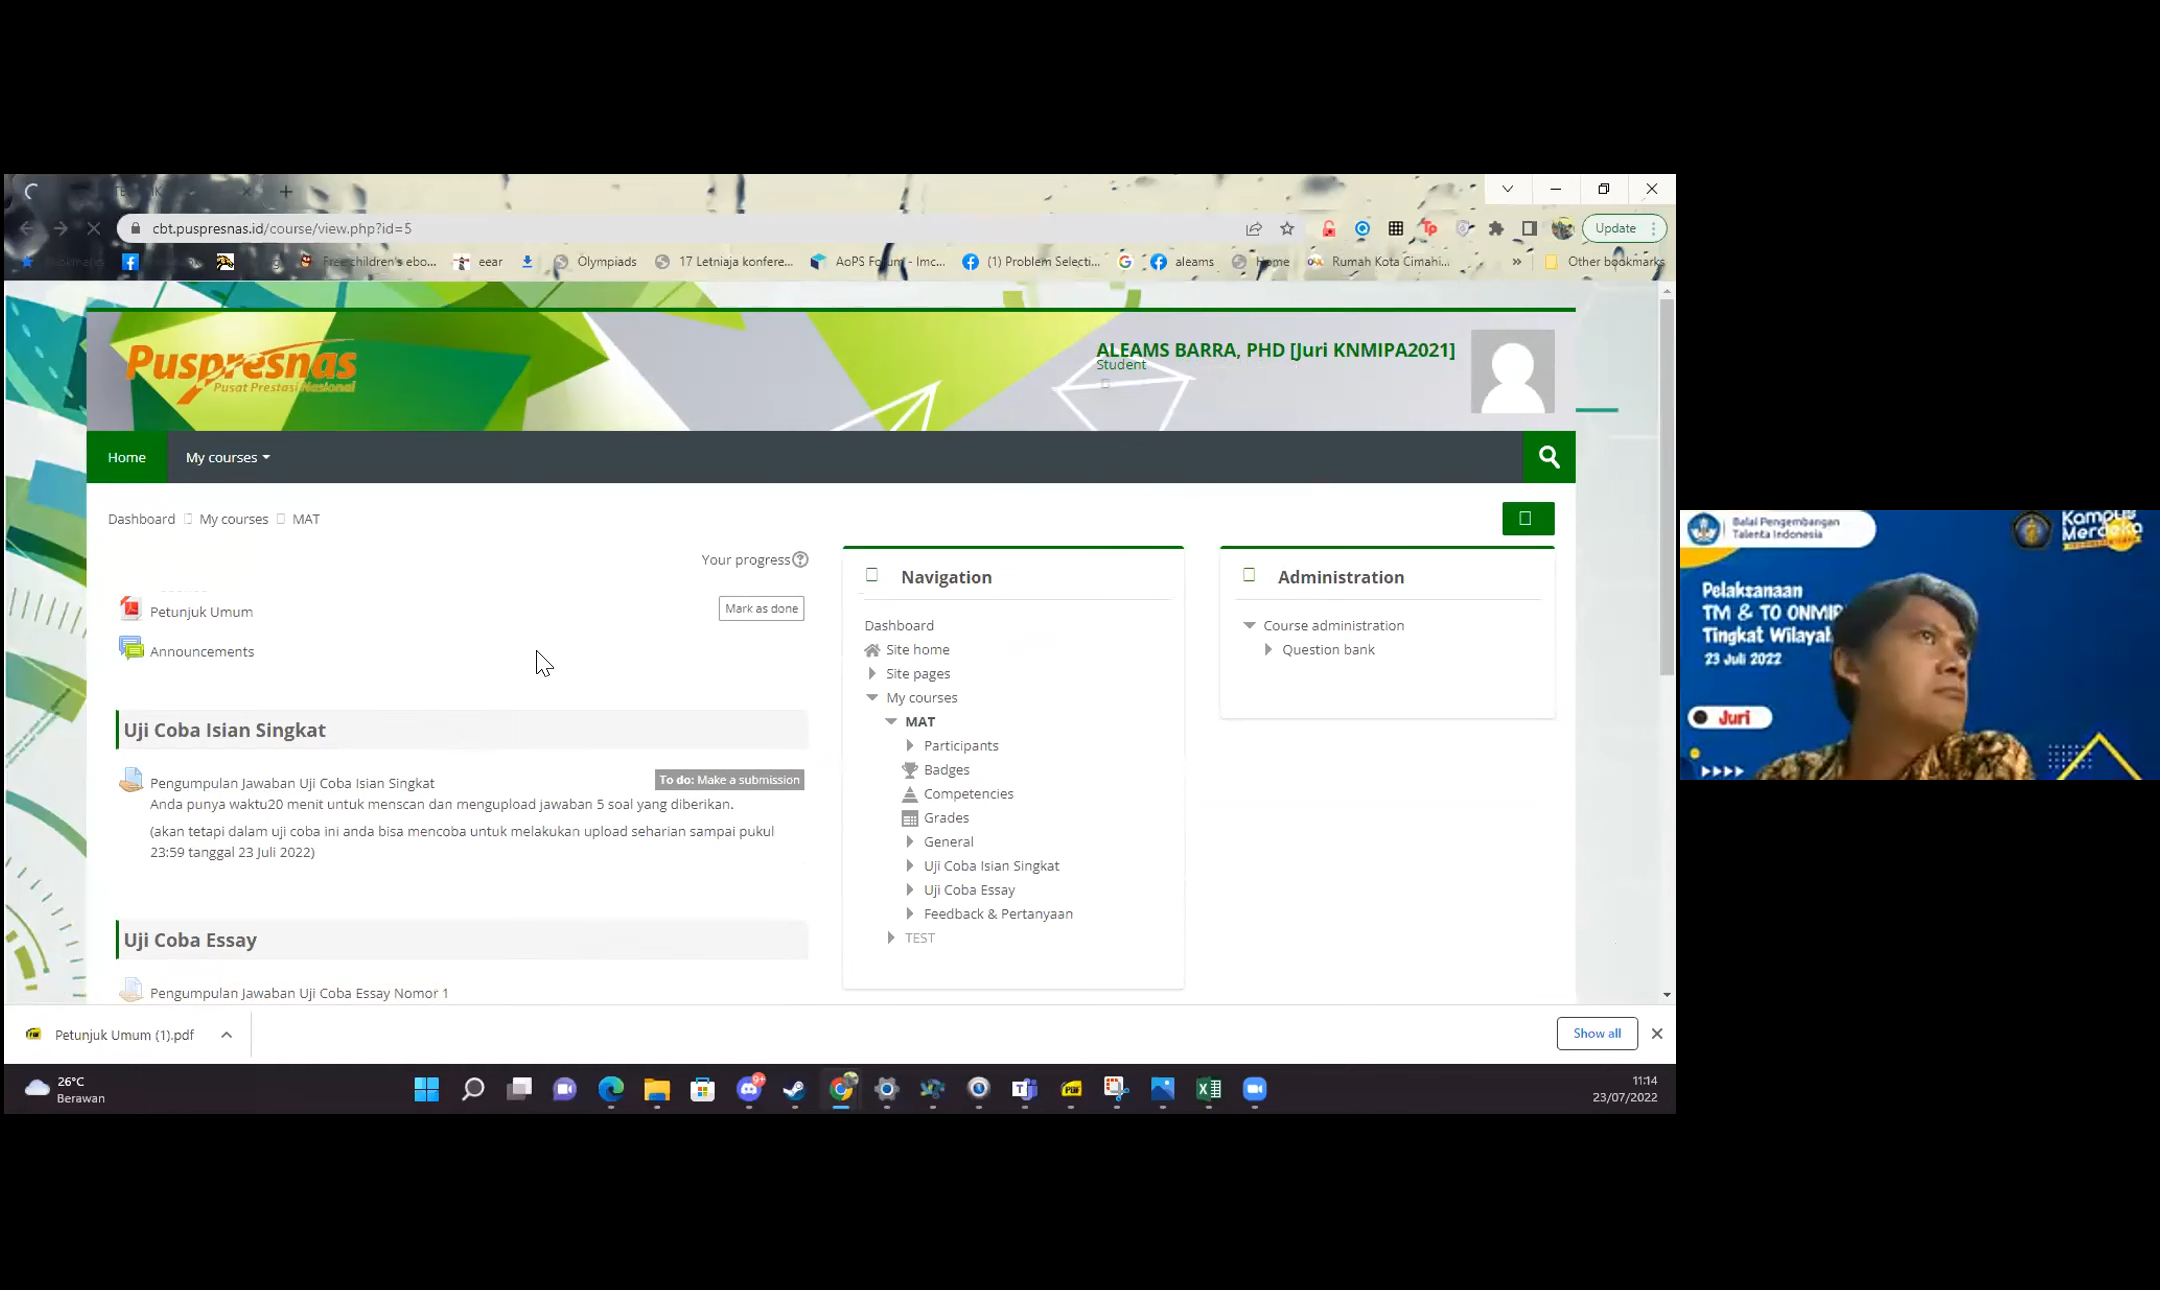 cbt.puspresnas.id/course/view.php?id=5
Update
Free children's ebo...
eear
Olympiads
17 Letniaja konfere...
AoPS Forum - Imc...
(1) Problem Selecti...
aleams
Home
Rumah Kota Cimahi...
»
Other bookmarks
Puspresnas
Pusat Prestasi Nasional
ALEAMS BARRA, PHD [Juri KNMIPA2021]
Student
Home
My courses
Dashboard My courses MAT
Your progress
Petunjuk Umum
Mark as done
Announcements
Uji Coba Isian Singkat
Pengumpulan Jawaban Uji Coba Isian Singkat
To do: Make a submission
Anda punya waktu20 menit untuk menscan dan mengupload jawaban 5 soal yang diberikan.
(akan tetapi dalam uji coba ini anda bisa mencoba untuk melakukan upload seharian sampai pukul
23:59 tanggal 23 Juli 2022)
Uji Coba Essay
Pengumpulan Jawaban Uji Coba Essay Nomor 1
Navigation
Dashboard
Site home
Site pages
My courses
MAT
Participants
Badges
Competencies
Grades
General
Uji Coba Isian Singkat
Uji Coba Essay
Feedback & Pertanyaan
TEST
Administration
Course administration
Question bank
Petunjuk Umum (1).pdf
Show all
26°C
Berawan
11:14
23/07/2022
Balai Pengembangan
Talenta Indonesia
Kampus
Merdeka
Pelaksanaan
TM & TO ONMIP
Tingkat Wilayah
23 Juli 2022
Juri